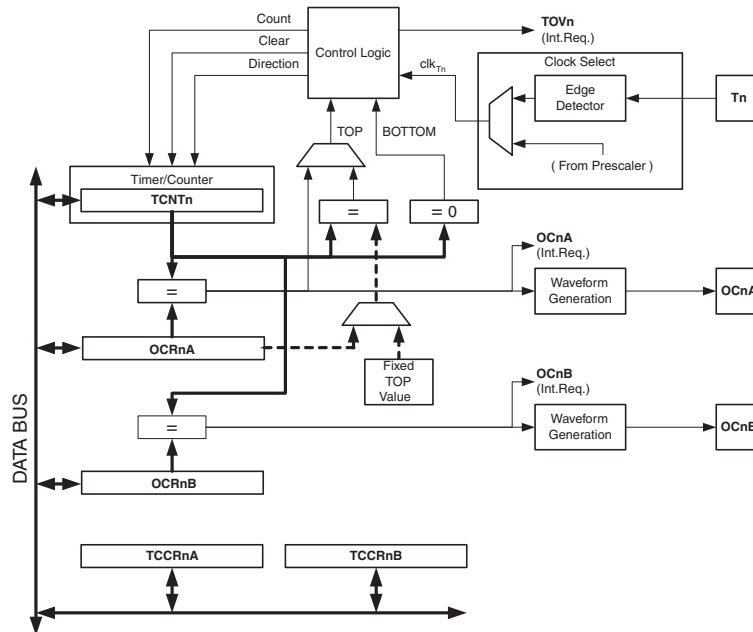 Count
Clear
Direction
Control Logic
TOVn
(Int.Req.)
clkTn
Clock Select
Edge
Detector
Tn
( From Prescaler )
TOP
BOTTOM
Timer/Counter
TCNTn
=
= 0
OCnA
(Int.Req.)
=
Waveform
Generation
OCnA
OCRnA
Fixed
TOP
Value
OCnB
(Int.Req.)
=
Waveform
Generation
OCnB
OCRnB
DATA BUS
TCCRnA
TCCRnB